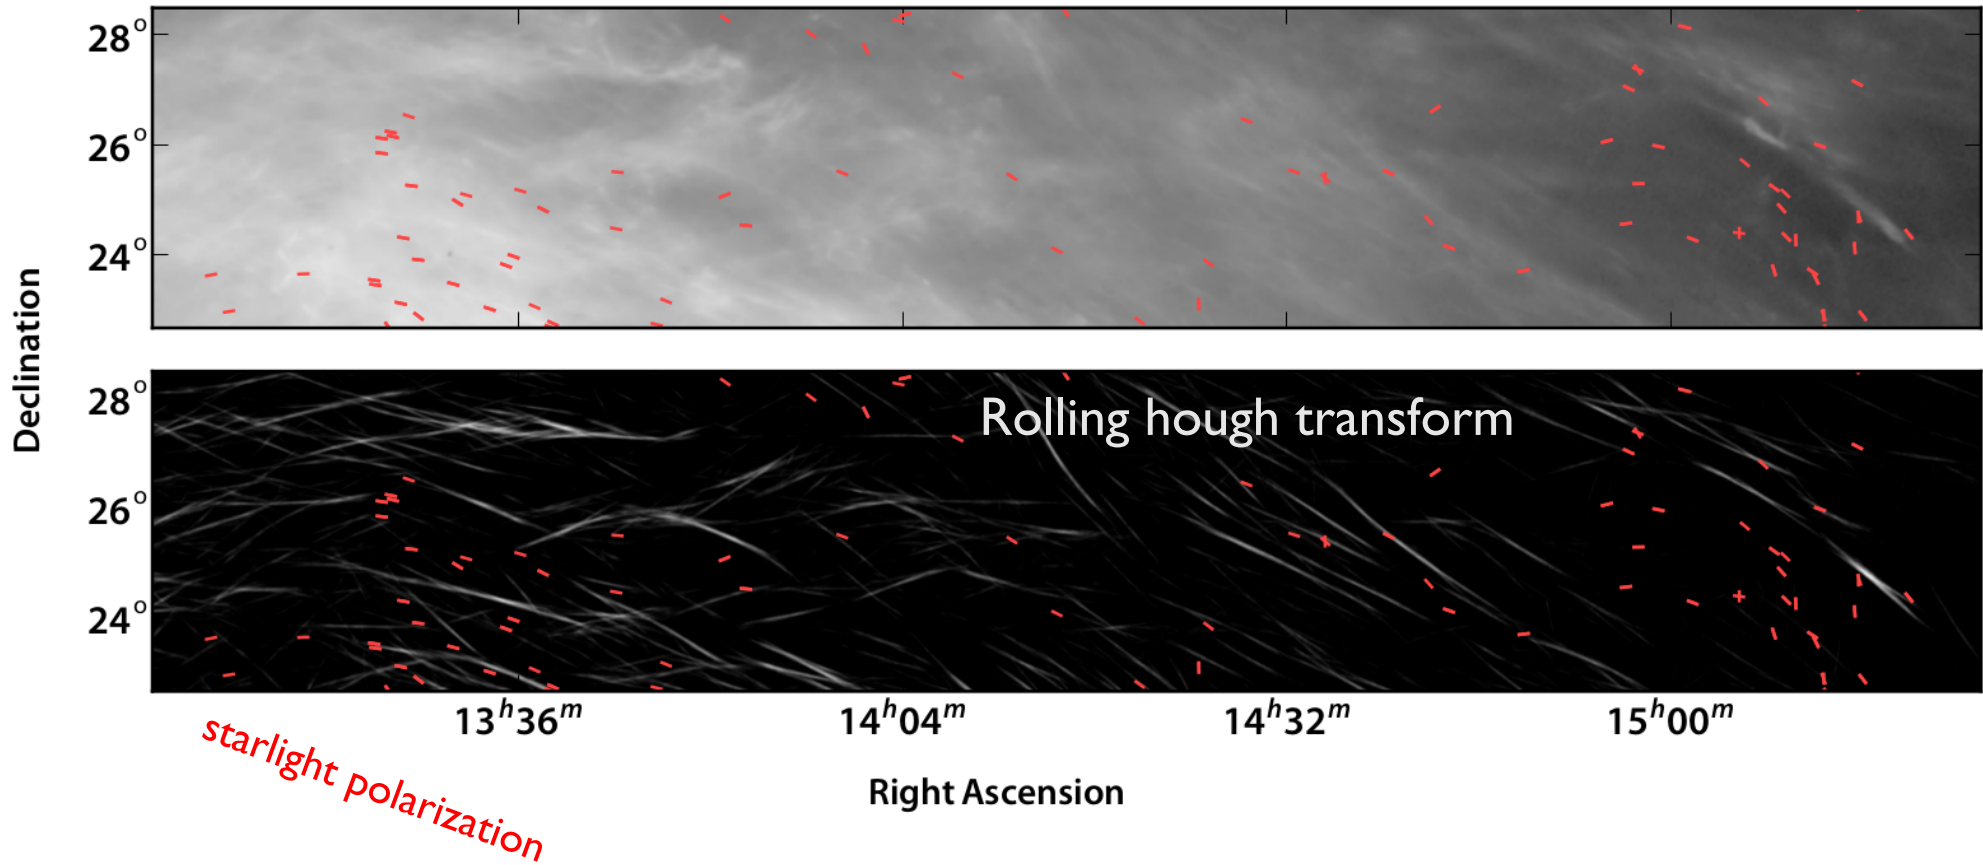 28°
26°
24°
Declination
Rolling hough transform
28°
26°
24°
13ʰ36ᵐ
14ʰ04ᵐ
14ʰ32ᵐ
15ʰ00ᵐ
starlight polarization
Right Ascension